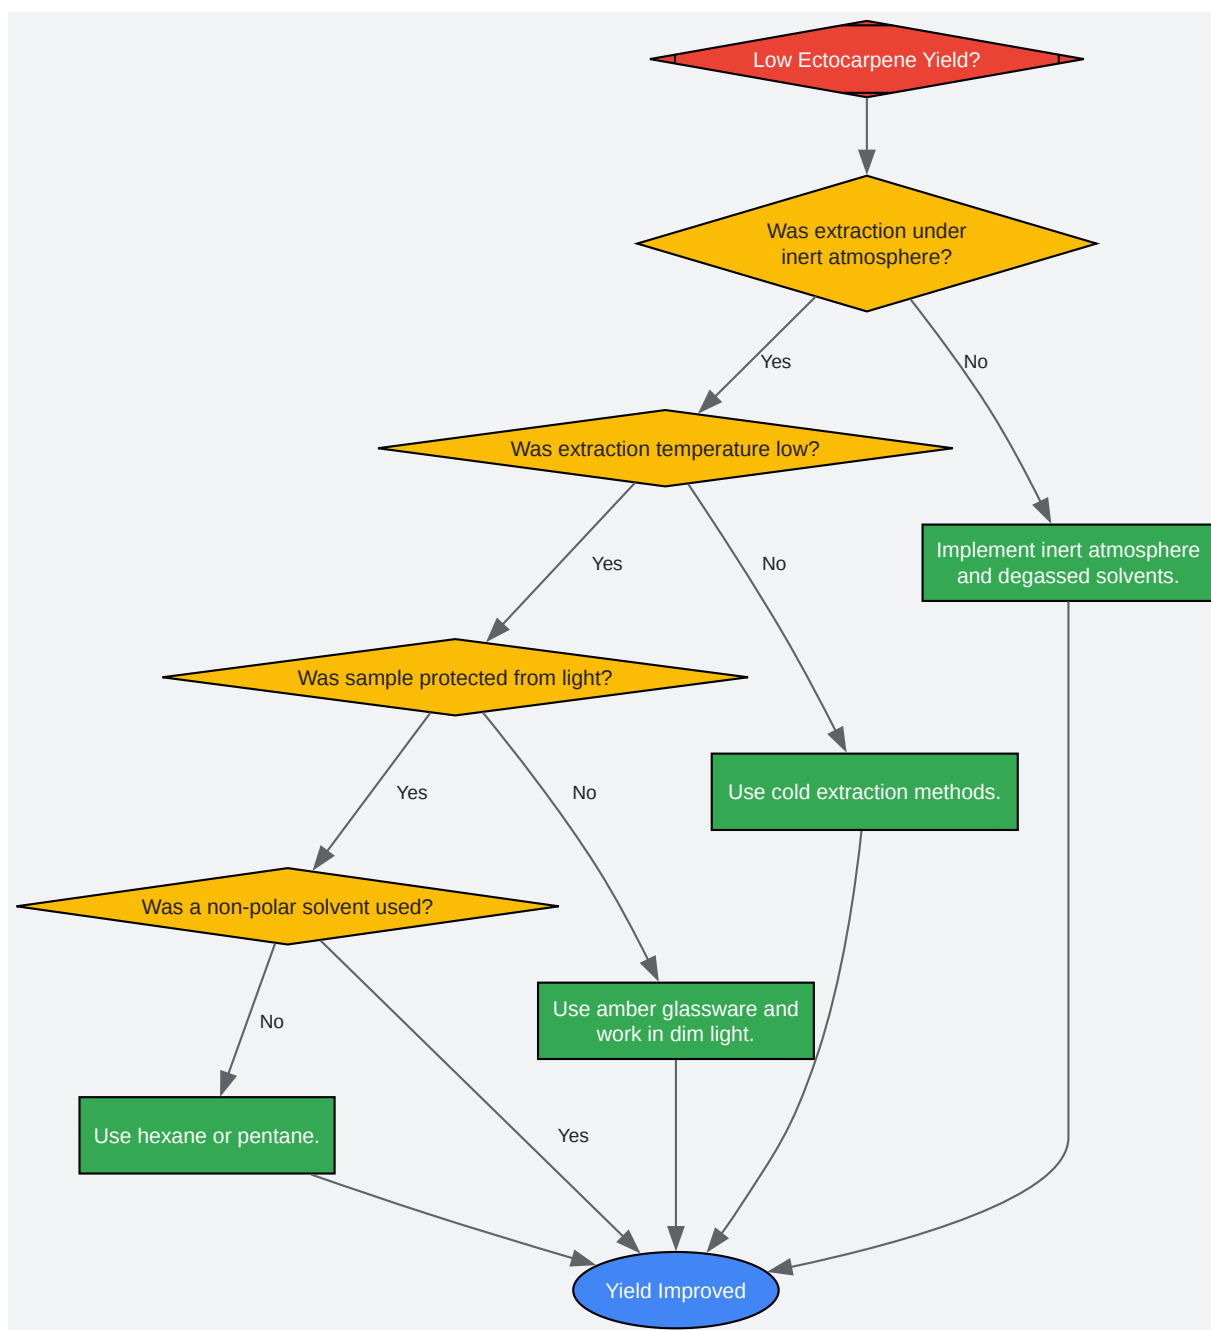 Low Ectocarpene Yield?
Was extraction under
inert atmosphere?
Yes
No
Was extraction temperature low?
Implement inert atmosphere
and degassed solvents.
Yes
No
Was sample protected from light?
Use cold extraction methods.
Yes
No
Was a non-polar solvent used?
Use amber glassware and
work in dim light.
No
Use hexane or pentane.
Yes
Yield Improved